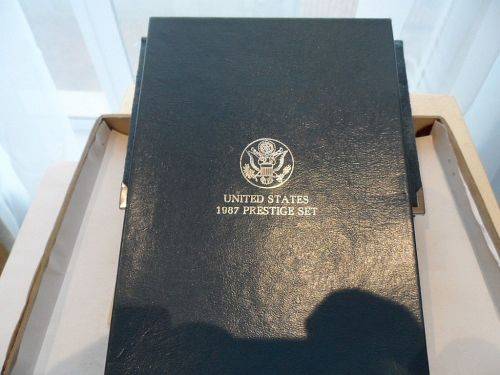 UNITED STATES
1987 PRESTIGE SET